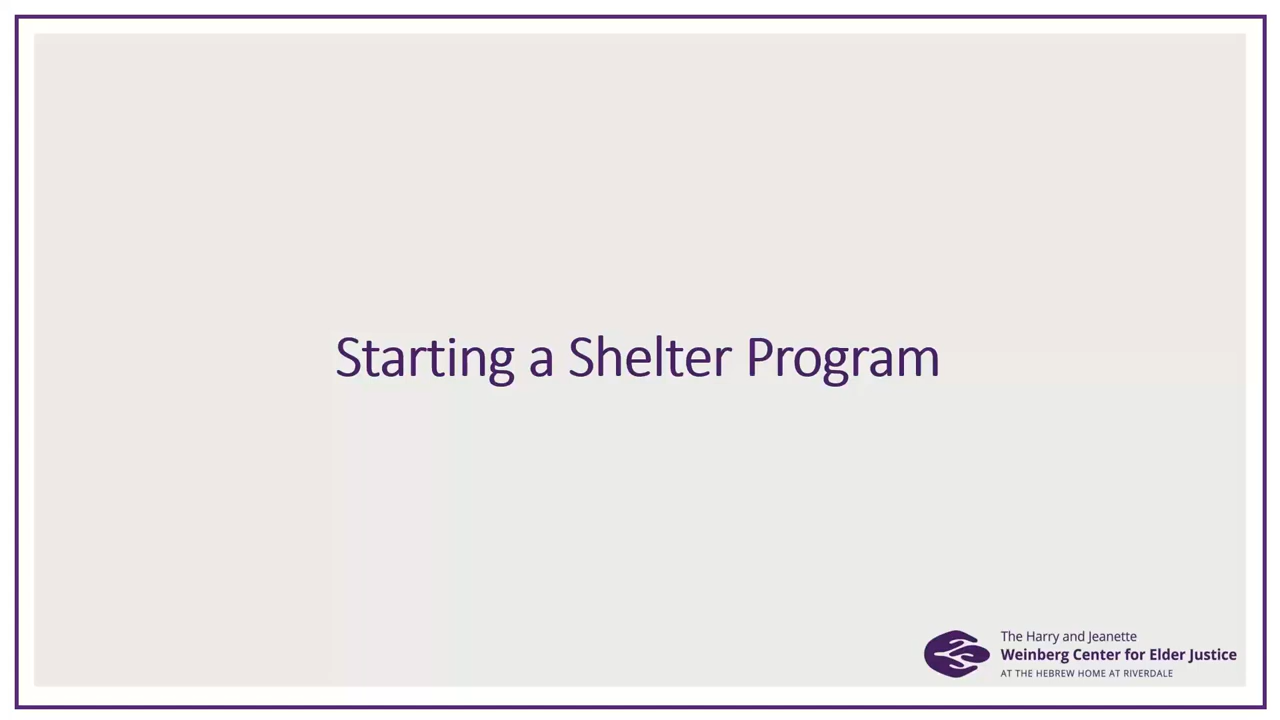 Starting a Shelter Program
The Harry and Jeanette
Weinberg Center for Elder Justice
AT THE HEBREW HOME AT RIVERDALE